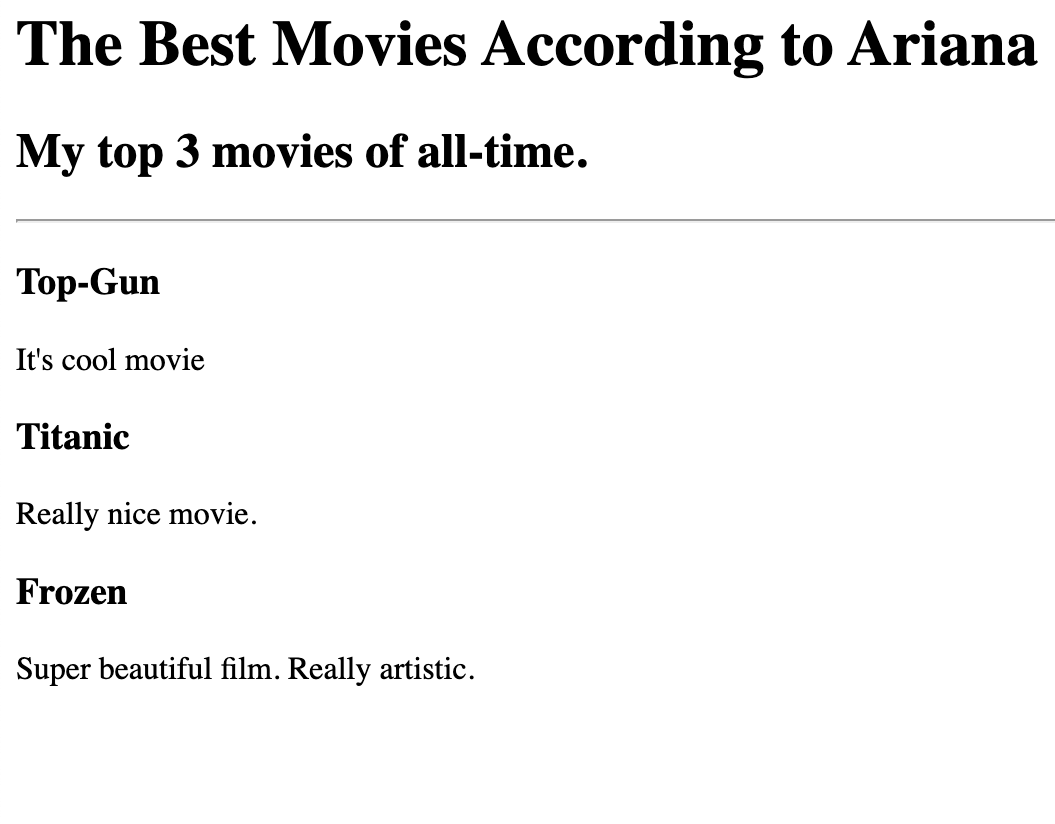 The Best Movies According to Ariana
My top 3 movies of all-time.
Top-Gun
It's cool movie
Titanic
Really nice movie.
Frozen
Super beautiful film. Really artistic.